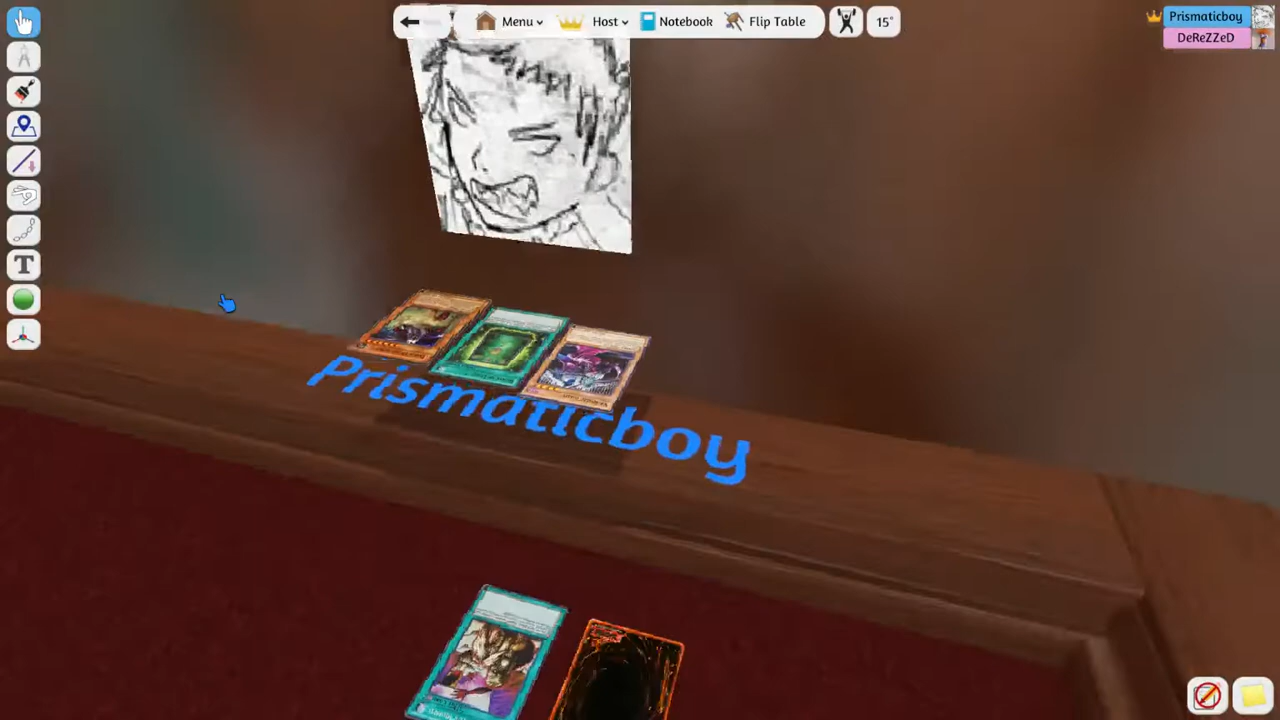 Menu
Host
Notebook
Flip Table
15°
Prismaticboy
DeReZZeD
T
Prismaticboy